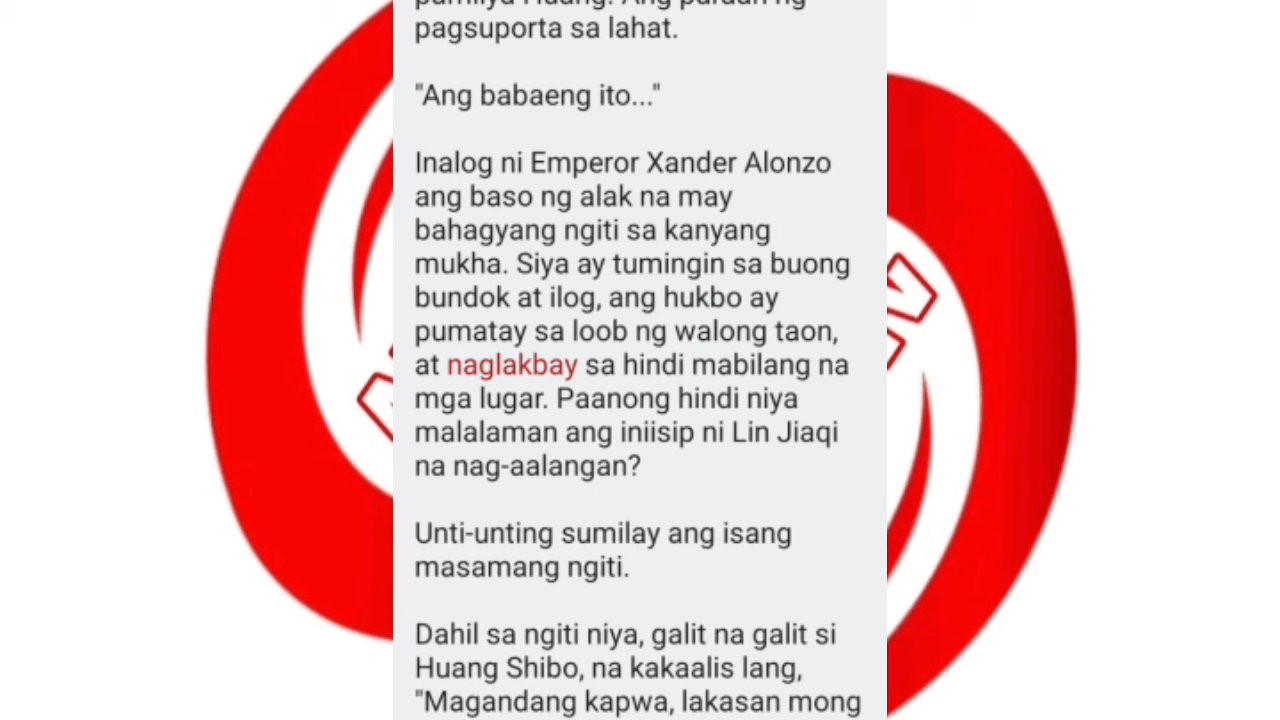 pagsuporta sa lahat.
"Ang babaeng ito..."
Inalog ni Emperor Xander Alonzo
ang baso ng alak na may
bahagyang ngiti sa kanyang
mukha. Siya ay tumingin sa buong
bundok at ilog, ang hukbo ay
pumatay sa loob ng walong taon,
at naglakbay sa hindi mabilang na
mga lugar. Paanong hindi niya
malalaman ang iniisip ni Lin Jiaqi
na nag-aalangan?
Unti-unting sumilay ang isang
masamang ngiti.
Dahil sa ngiti niya, galit na galit si
Huang Shibo, na kakaalis lang,
"Magandang kapwa, lakasan mong